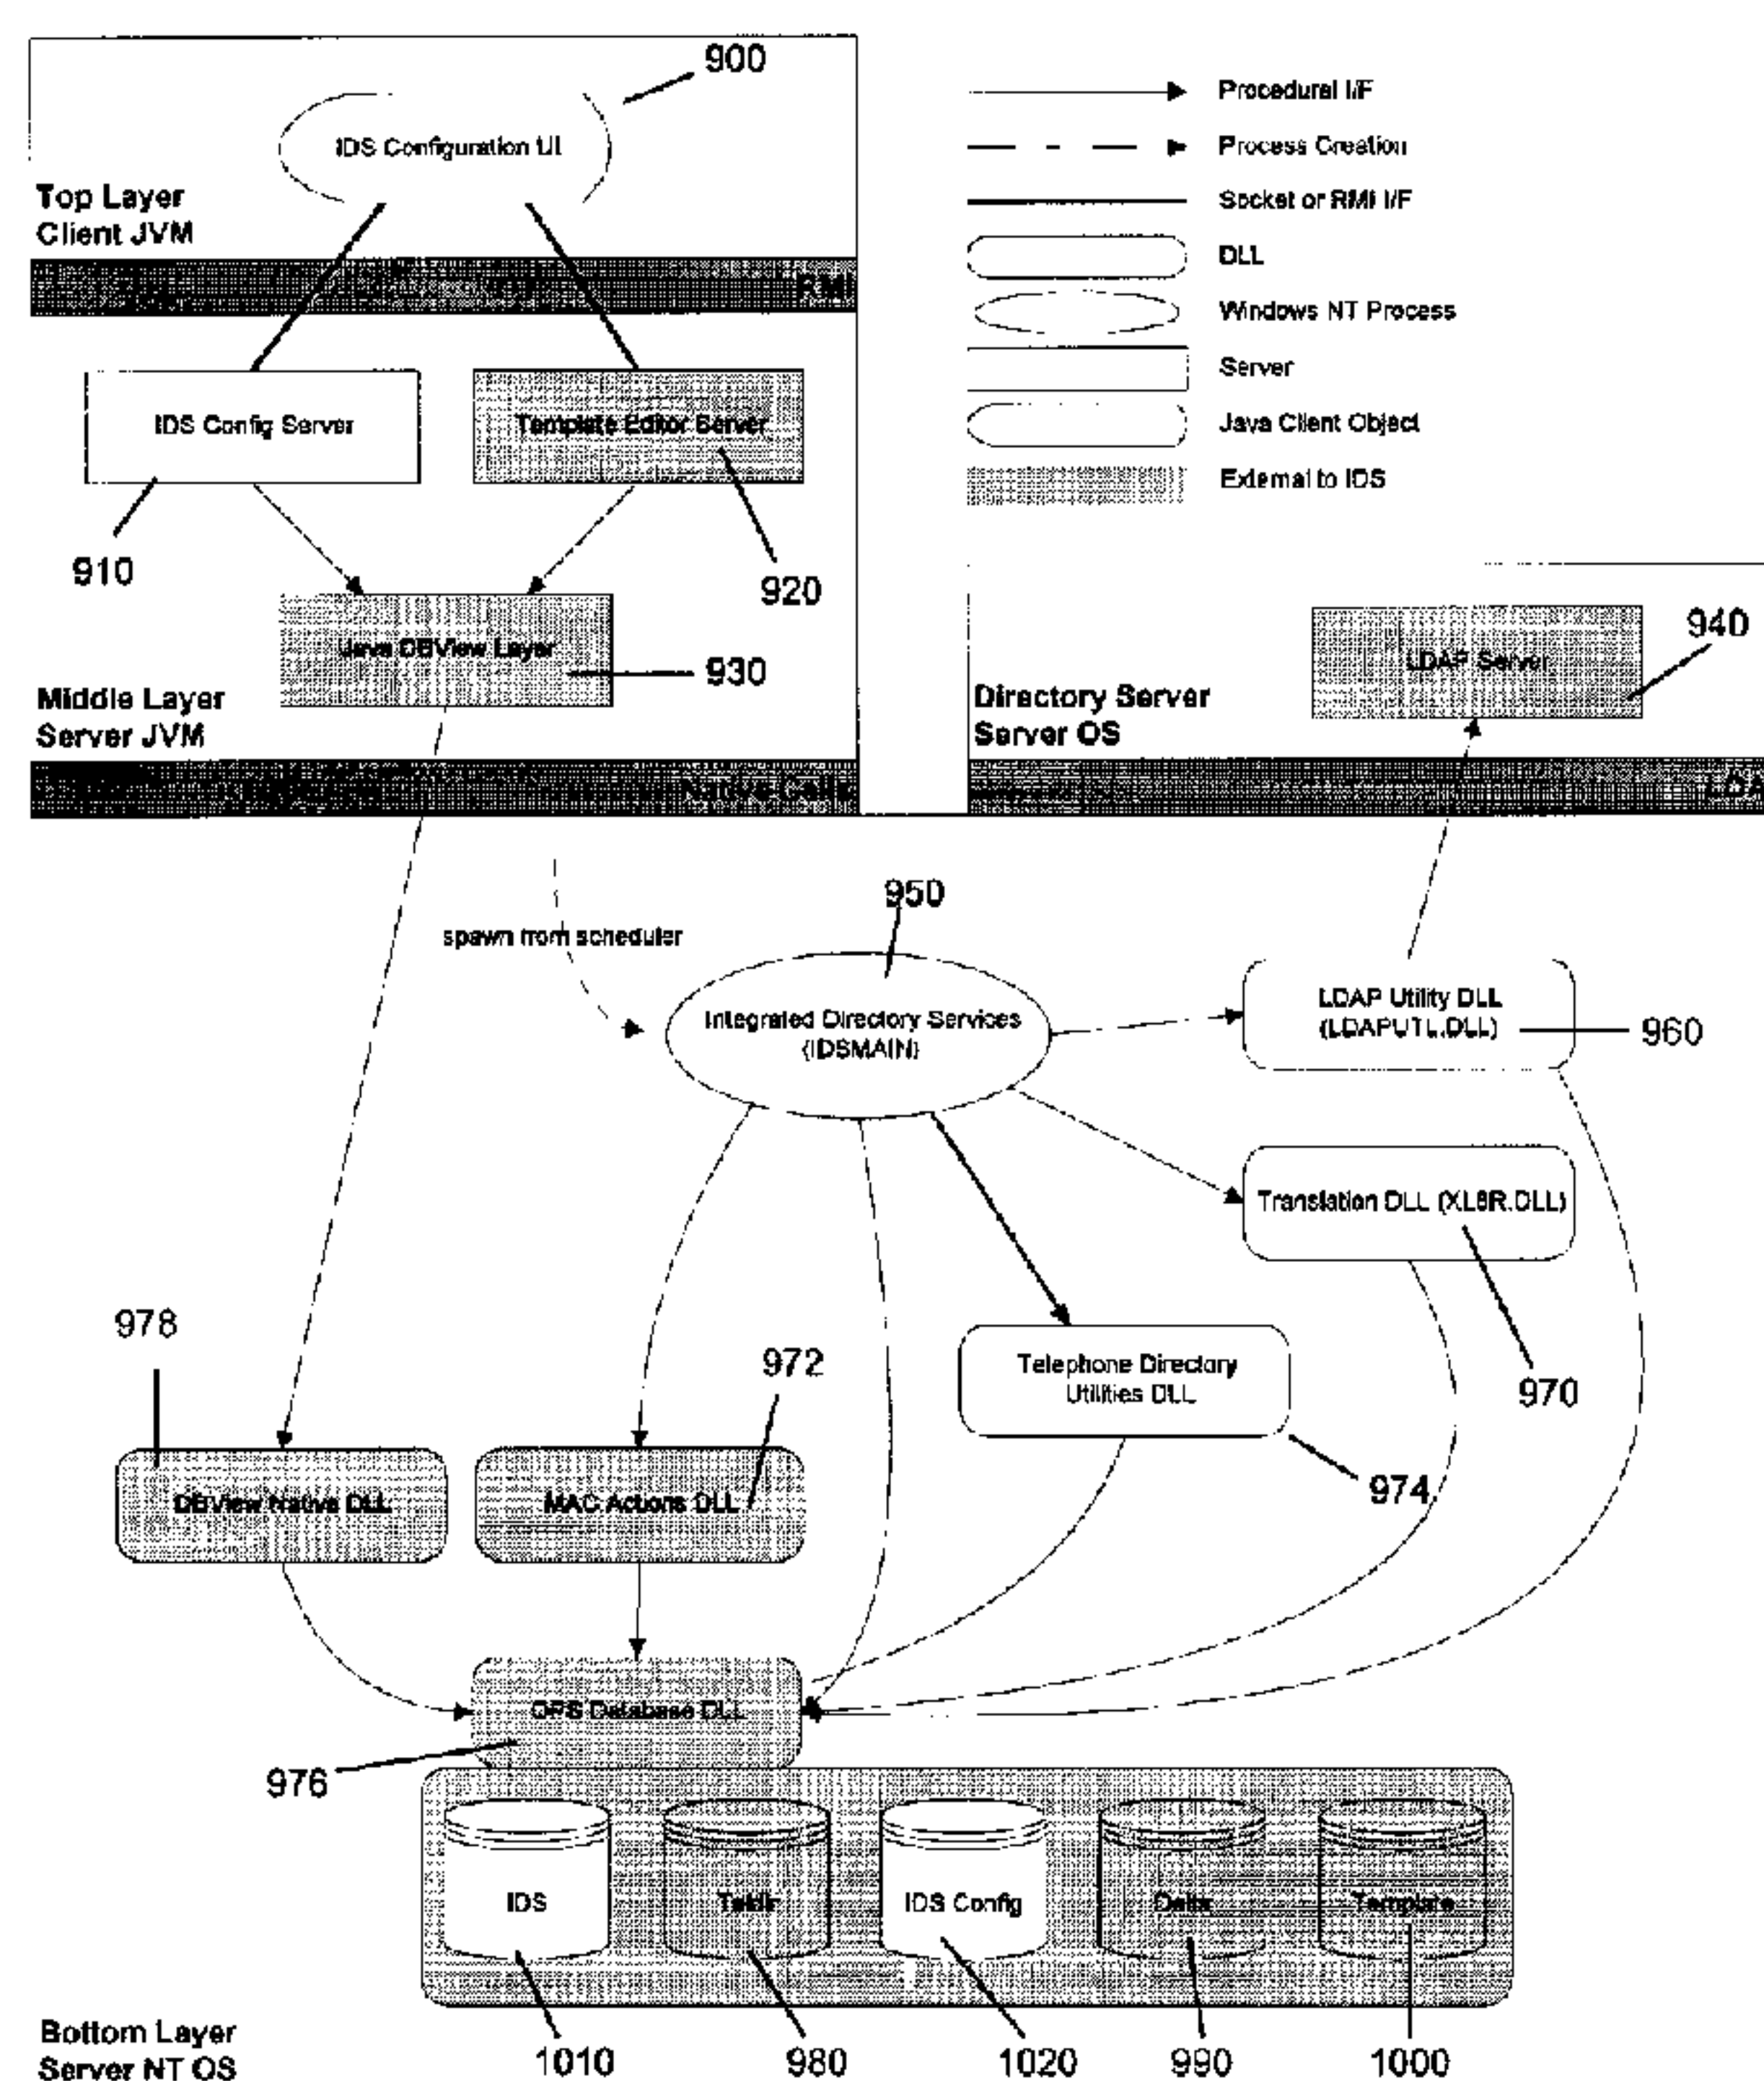 900
IDS Configuration UI
Top Layer
Client JVM
RMI
IDS Config Server
Template Editor Server
910
920
Java DBView Layer
930
Middle Layer
Server JVM
Native Calls
Procedural I/F
Process Creation
Socket or RMI I/F
DLL
Windows NT Process
Server
Java Client Object
External to IDS
940
LDAP Server
Directory Server
Server OS
LDA
950
spawn from scheduler
Integrated Directory Services
(IDSMAIN)
LDAP Utility DLL
(LDAPUTL.DLL)
960
Translation DLL (XL8R.DLL)
978
972
Telephone Directory
Utilities DLL
970
974
DBView Native DLL
MAC Actions DLL
OPS Database DLL
976
IDS
Teldir
IDS Config
Delta
Template
Bottom Layer
Server NT OS
1010
980
1020
990
1000